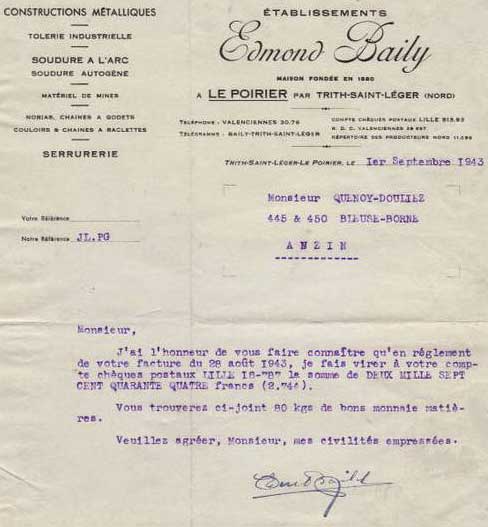 CONSTRUCTIONS MÉTALLIQUES
TOLERIE INDUSTRIELLE
SOUDURE A L'ARC
SOUDURE AUTOGÈNE
MATÉRIEL DE MINES
NORIAS, CHAINES A GODETS
COULOIRS & CHAINES A RACLETTES
SERRURERIE
ÉTABLISSEMENTS
Edmond Baily
MAISON FONDÉE EN 1880
A LE POIRIER PAR TRITH-SAINT-LÉGER (NORD)
TÉLÉPHONE : VALENCIENNES 30.76
TÉLÉGRAMME : BAILY-TRITH-SAINT-LÉGER
COMPTE CHÈQUES POSTAUX LILLE
R. D. C. VALENCIENNES
RÉPERTOIRE DES PRODUCTEURS NORD
TRITH-SAINT-LÉGER-LE POIRIER, LE 1er Septembre 1943
Monsieur QUENOY-DOULIEZ
445 & 450 BIEUSE-BORNE
ANZIN
Votre Référence
Notre Référence JL.PG
Monsieur,
J'ai l'honneur de vous faire connaître qu'en réglement
de votre facture du 28 août 1943, je fais virer à votre comp-
te chèques postaux LILLE la somme de DEUX MILLE SEPT
CENT QUARANTE QUATRE francs (2.744).
Vous trouverez ci-joint 80 kgs de bons monnaie matiè-
res.
Veuillez agréer, Monsieur, mes civilités empressées.